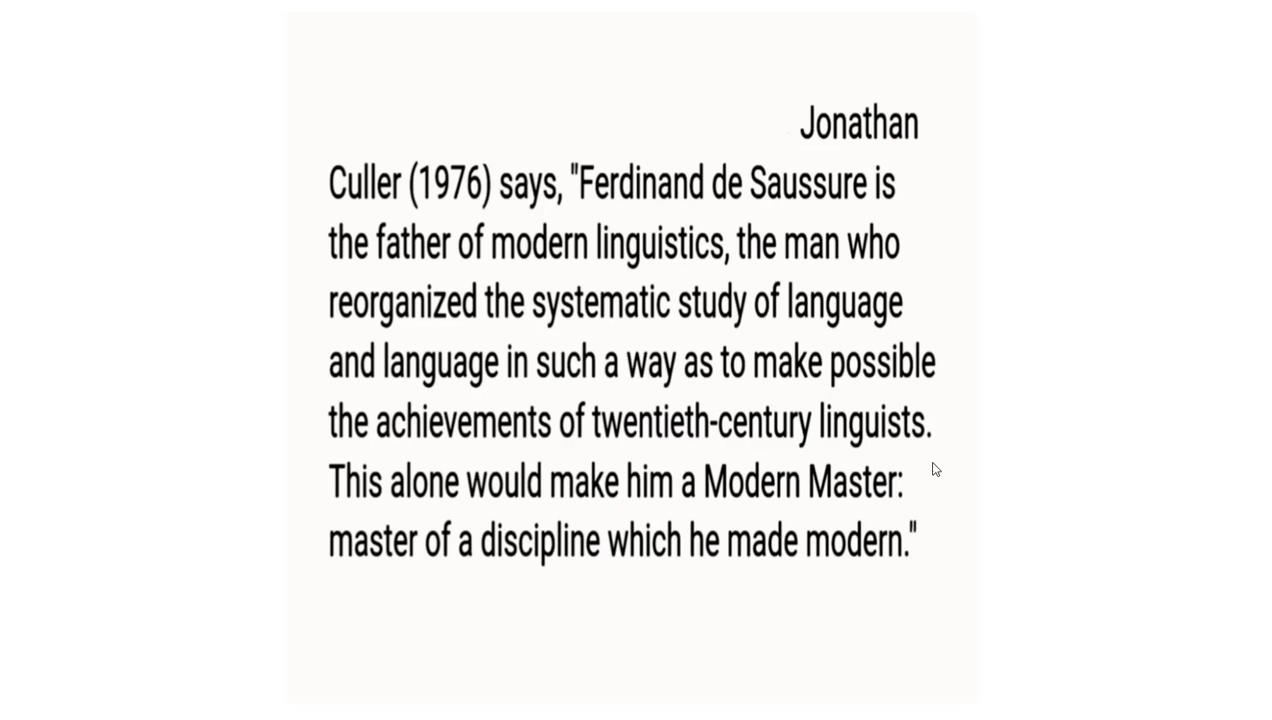 Jonathan
Culler (1976) says, "Ferdinand de Saussure is
the father of modern linguistics, the man who
reorganized the systematic study of language
and language in such a way as to make possible
the achievements of twentieth-century linguists.
This alone would make him a Modern Master:
master of a discipline which he made modern."